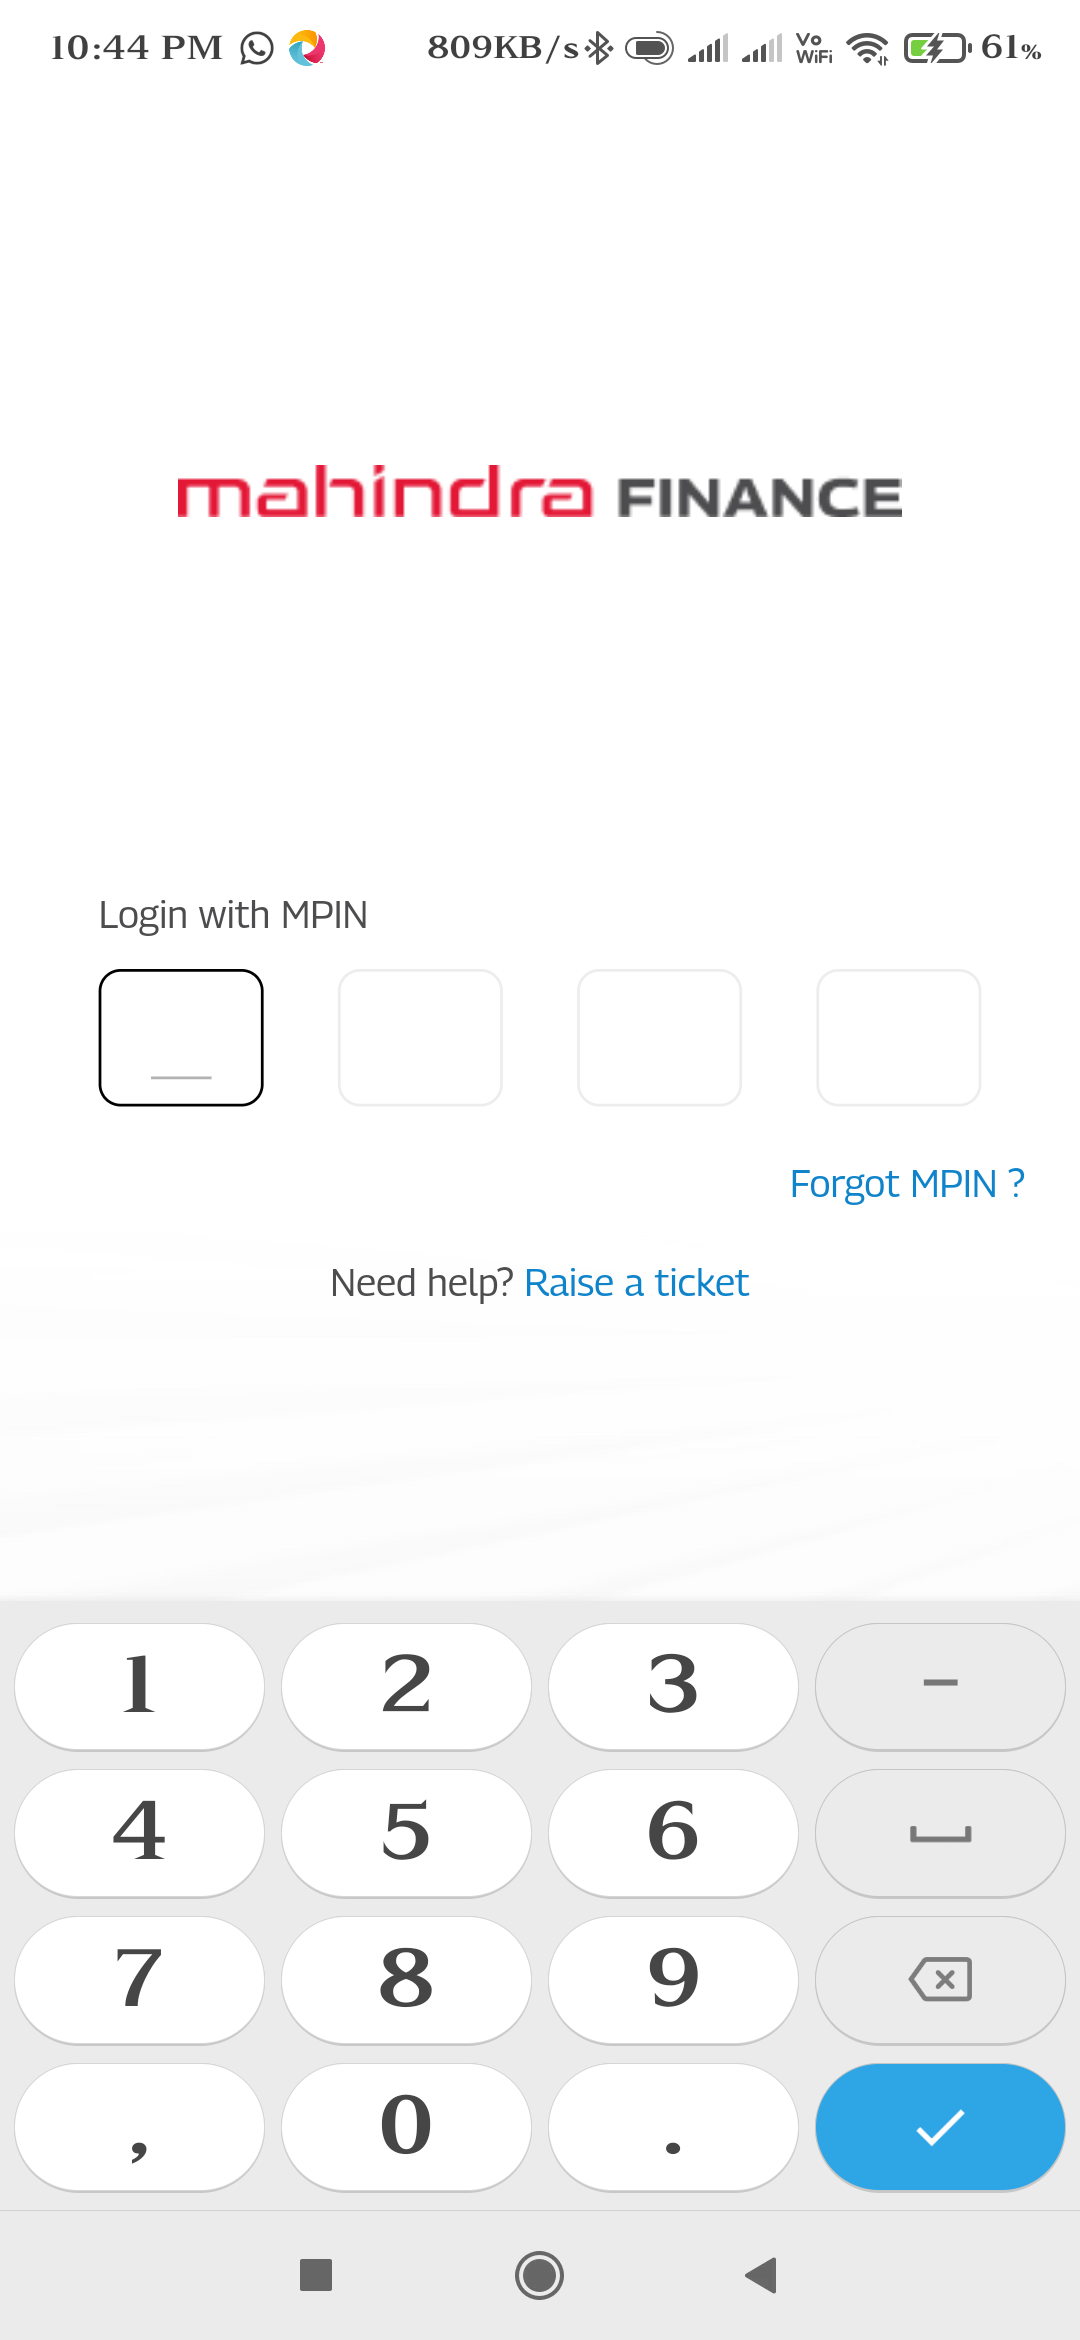 10:44 PM 809KB/s Vo WiFi 61%
mahindra FINANCE
Login with MPIN
Forgot MPIN ?
Need help? Raise a ticket
1 2 3 -
4 5 6
7 8 9
, 0 .